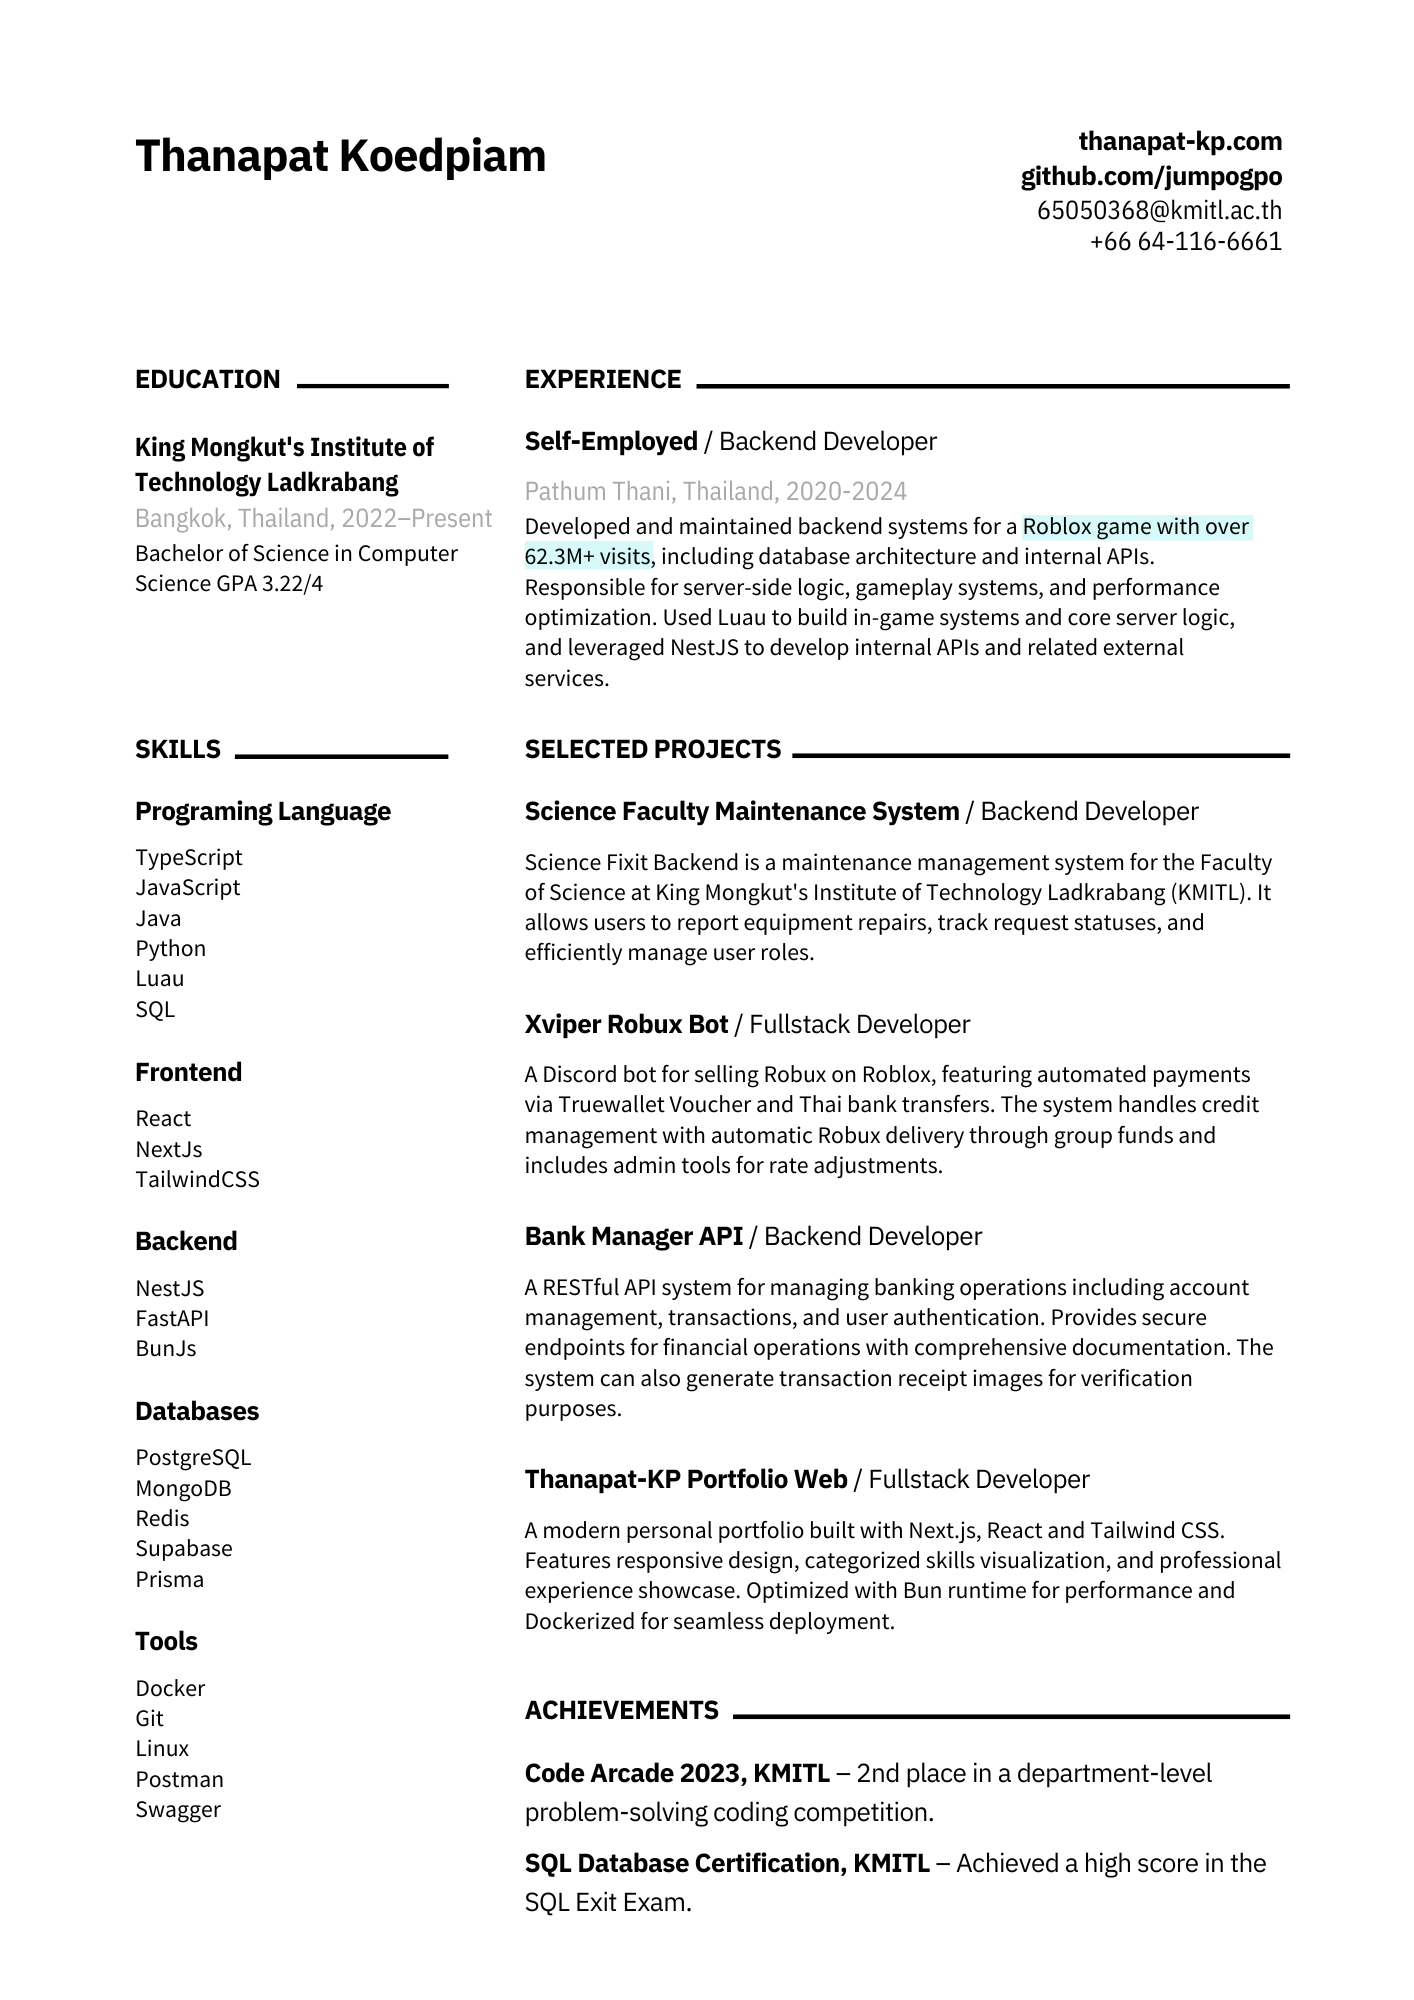 Thanapat Koedpiam
thanapat-kp.com
github.com/jumpogpo
65050368@kmitl.ac.th
+66 64-116-6661
EDUCATION
King Mongkut's Institute of
Technology Ladkrabang
Bangkok, Thailand, 2022–Present
Bachelor of Science in Computer
Science GPA 3.22/4
SKILLS
Programing Language
TypeScript
JavaScript
Java
Python
Luau
SQL
Frontend
React
NextJs
TailwindCSS
Backend
NestJS
FastAPI
BunJs
Databases
PostgreSQL
MongoDB
Redis
Supabase
Prisma
Tools
Docker
Git
Linux
Postman
Swagger
EXPERIENCE
Self-Employed / Backend Developer
Pathum Thani, Thailand, 2020-2024
Developed and maintained backend systems for a Roblox game with over
62.3M+ visits, including database architecture and internal APIs.
Responsible for server-side logic, gameplay systems, and performance
optimization. Used Luau to build in-game systems and core server logic,
and leveraged NestJS to develop internal APIs and related external
services.
SELECTED PROJECTS
Science Faculty Maintenance System / Backend Developer
Science Fixit Backend is a maintenance management system for the Faculty
of Science at King Mongkut's Institute of Technology Ladkrabang (KMITL). It
allows users to report equipment repairs, track request statuses, and
efficiently manage user roles.
Xviper Robux Bot / Fullstack Developer
A Discord bot for selling Robux on Roblox, featuring automated payments
via Truewallet Voucher and Thai bank transfers. The system handles credit
management with automatic Robux delivery through group funds and
includes admin tools for rate adjustments.
Bank Manager API / Backend Developer
A RESTful API system for managing banking operations including account
management, transactions, and user authentication. Provides secure
endpoints for financial operations with comprehensive documentation. The
system can also generate transaction receipt images for verification
purposes.
Thanapat-KP Portfolio Web / Fullstack Developer
A modern personal portfolio built with Next.js, React and Tailwind CSS.
Features responsive design, categorized skills visualization, and professional
experience showcase. Optimized with Bun runtime for performance and
Dockerized for seamless deployment.
ACHIEVEMENTS
Code Arcade 2023, KMITL – 2nd place in a department-level
problem-solving coding competition.
SQL Database Certification, KMITL – Achieved a high score in the
SQL Exit Exam.